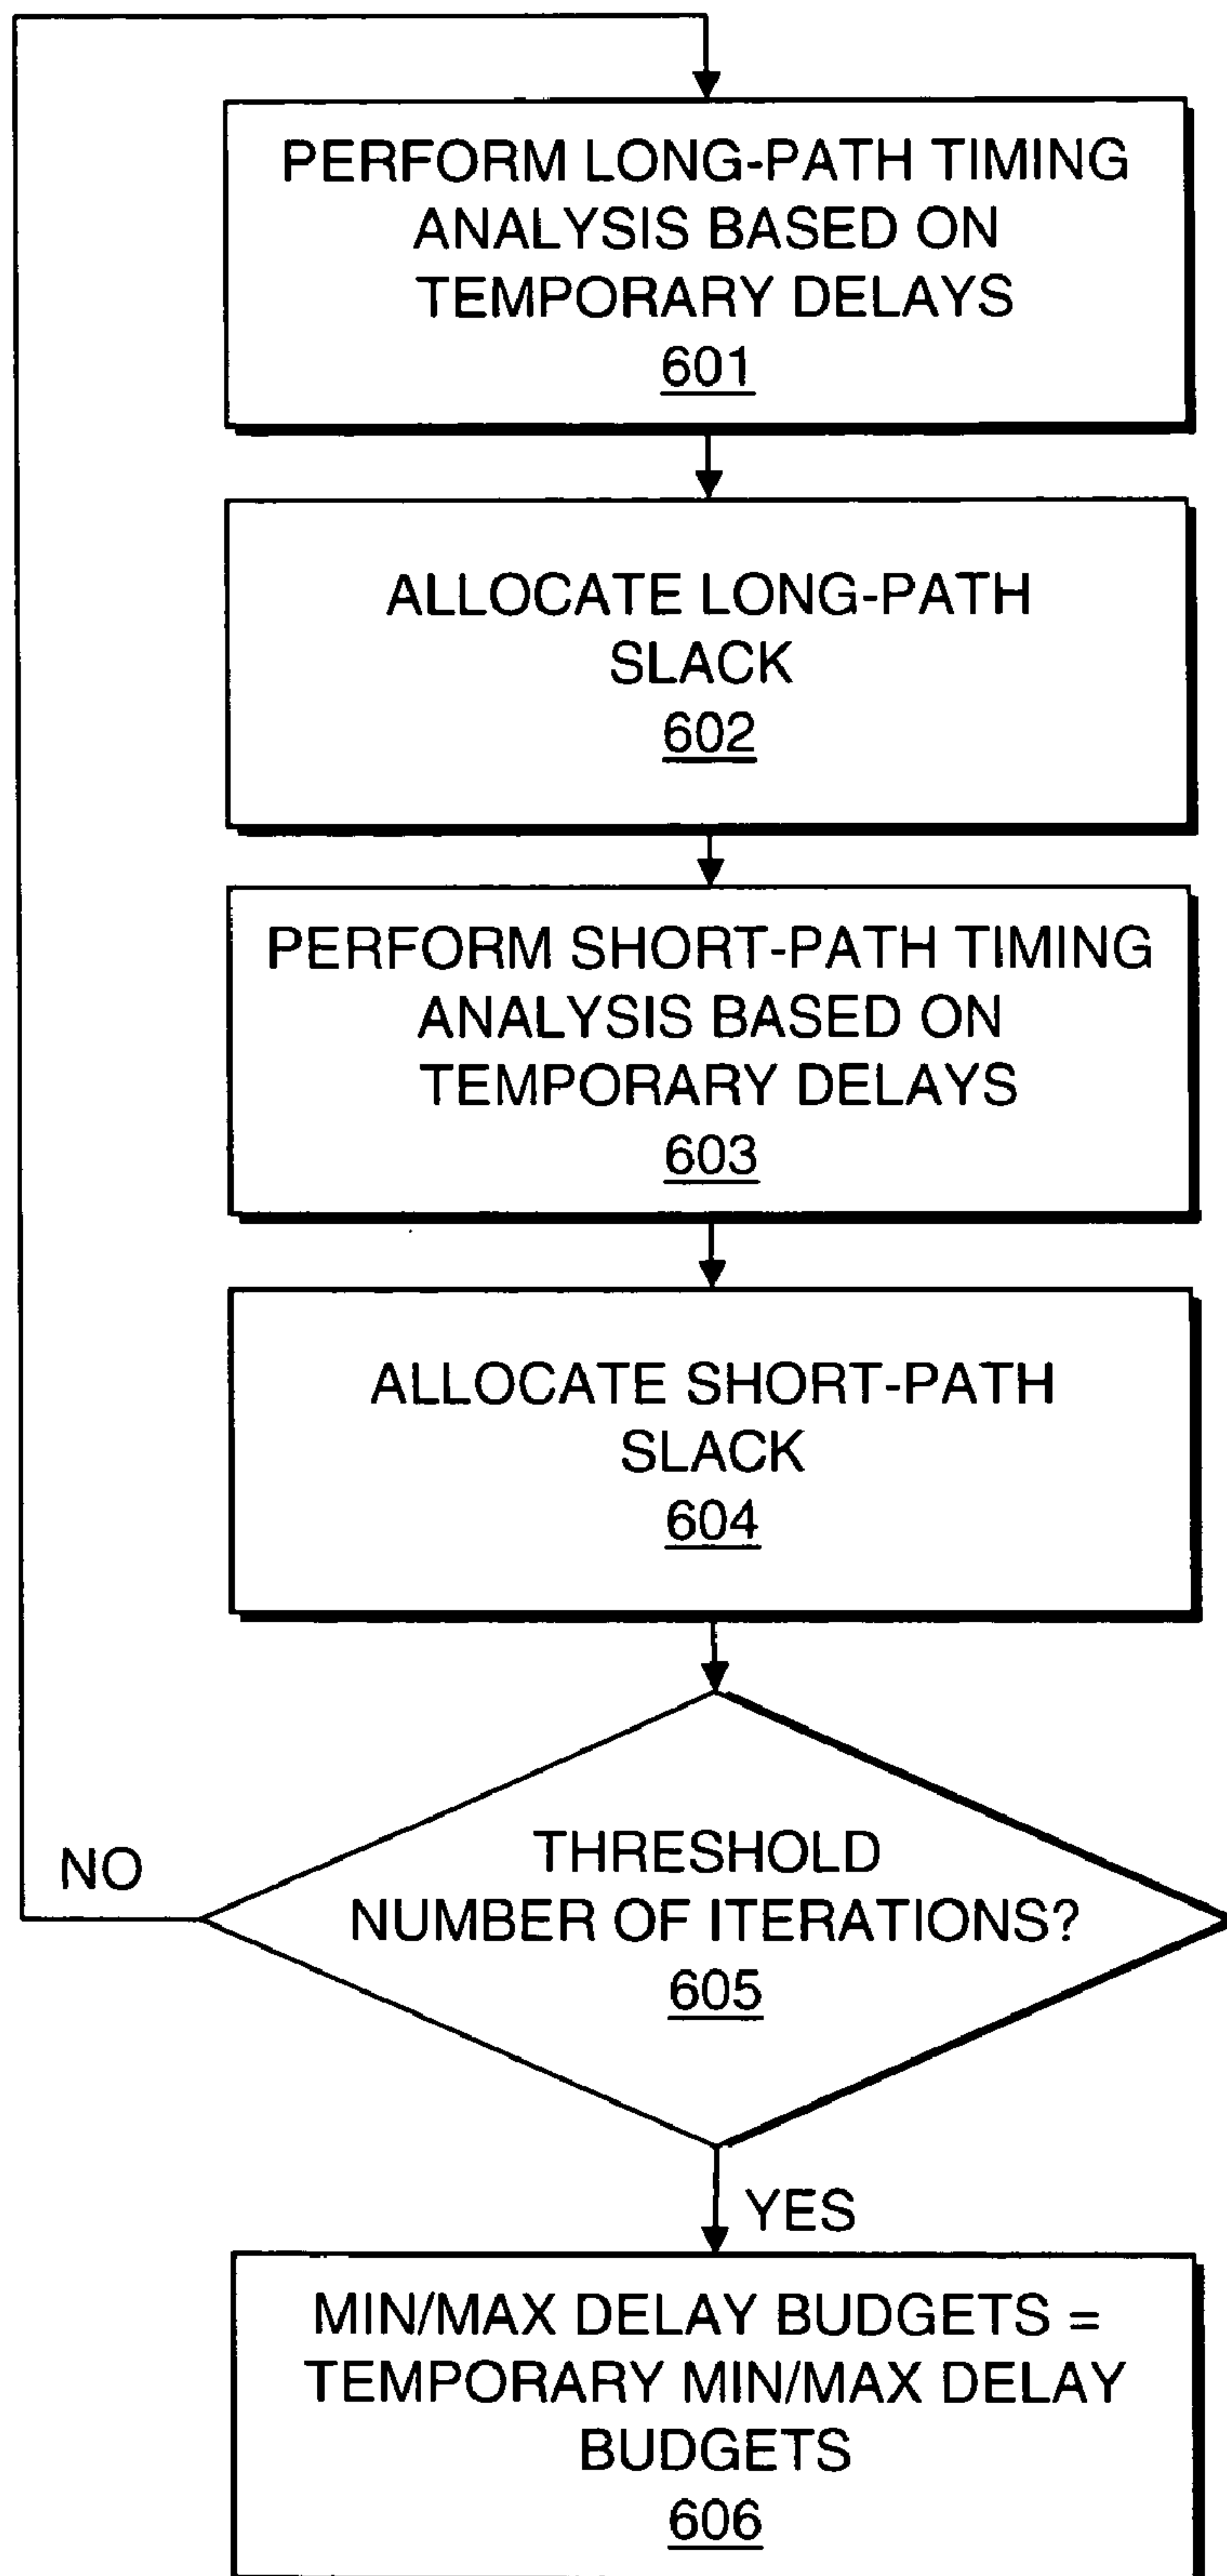 PERFORM LONG-PATH TIMING
ANALYSIS BASED ON
TEMPORARY DELAYS
601
ALLOCATE LONG-PATH
SLACK
602
PERFORM SHORT-PATH TIMING
ANALYSIS BASED ON
TEMPORARY DELAYS
603
ALLOCATE SHORT-PATH
SLACK
604
THRESHOLD
NUMBER OF ITERATIONS?
605
NO
YES
MIN/MAX DELAY BUDGETS =
TEMPORARY MIN/MAX DELAY
BUDGETS
606